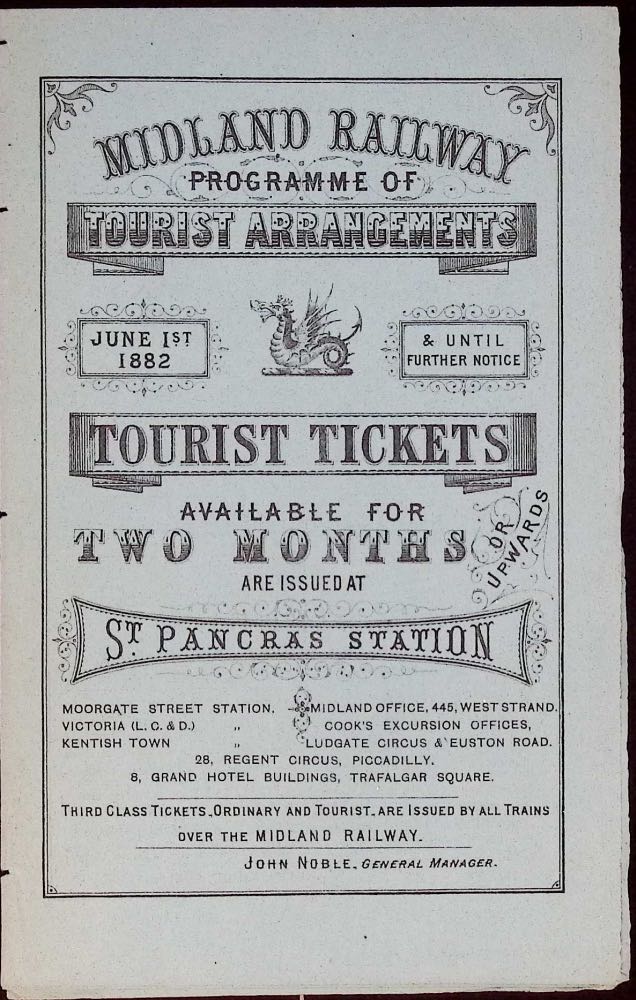 MIDLAND RAILWAY
PROGRAMME OF
TOURIST ARRANGEMENTS
JUNE 1ST
1882
& UNTIL
FURTHER NOTICE
TOURIST TICKETS
AVAILABLE FOR
TWO MONTHS
OR
UPWARDS
ARE ISSUED AT
ST PANCRAS STATION
MOORGATE STREET STATION, MIDLAND OFFICE, 445, WEST STRAND.
VICTORIA (L. C. & D.) „ COOK'S EXCURSION OFFICES,
KENTISH TOWN „ LUDGATE CIRCUS & EUSTON ROAD.
28, REGENT CIRCUS, PICCADILLY.
8, GRAND HOTEL BUILDINGS, TRAFALGAR SQUARE.
THIRD CLASS TICKETS, ORDINARY AND TOURIST, ARE ISSUED BY ALL TRAINS
OVER THE MIDLAND RAILWAY.
JOHN NOBLE, GENERAL MANAGER.